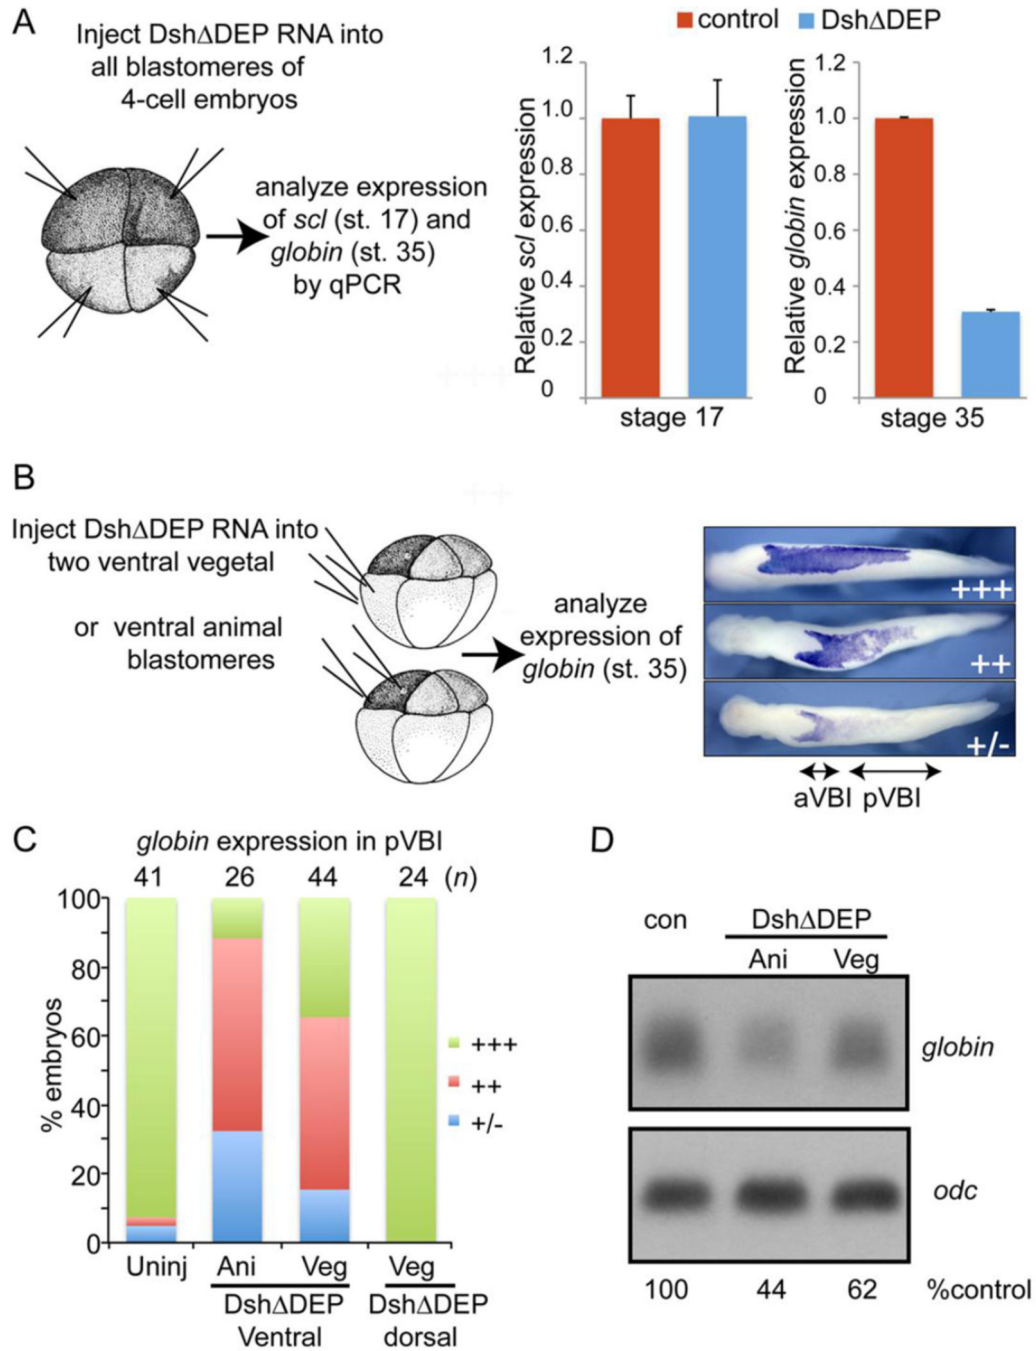 A
Inject DshΔDEP RNA into
all blastomeres of
4-cell embryos
analyze expression
of scl (st. 17) and
globin (st. 35)
by qPCR
control DshΔDEP
Relative scl expression
1.2
1.0
0.8
0.6
0.4
0.2
0
stage 17
Relative globin expression
1.2
1.0
0.8
0.6
0.4
0.2
0
stage 35
B
Inject DshΔDEP RNA into
two ventral vegetal
or ventral animal
blastomeres
analyze
expression of
globin (st. 35)
+++
++
+/-
aVBI pVBI
C
globin expression in pVBI
41 26 44 24 (n)
% embryos
100
80
60
40
20
0
+++
++
+/-
Uninj Ani Veg Veg
DshΔDEP DshΔDEP
Ventral dorsal
D
con DshΔDEP
Ani Veg
globin
odc
100 44 62 %control